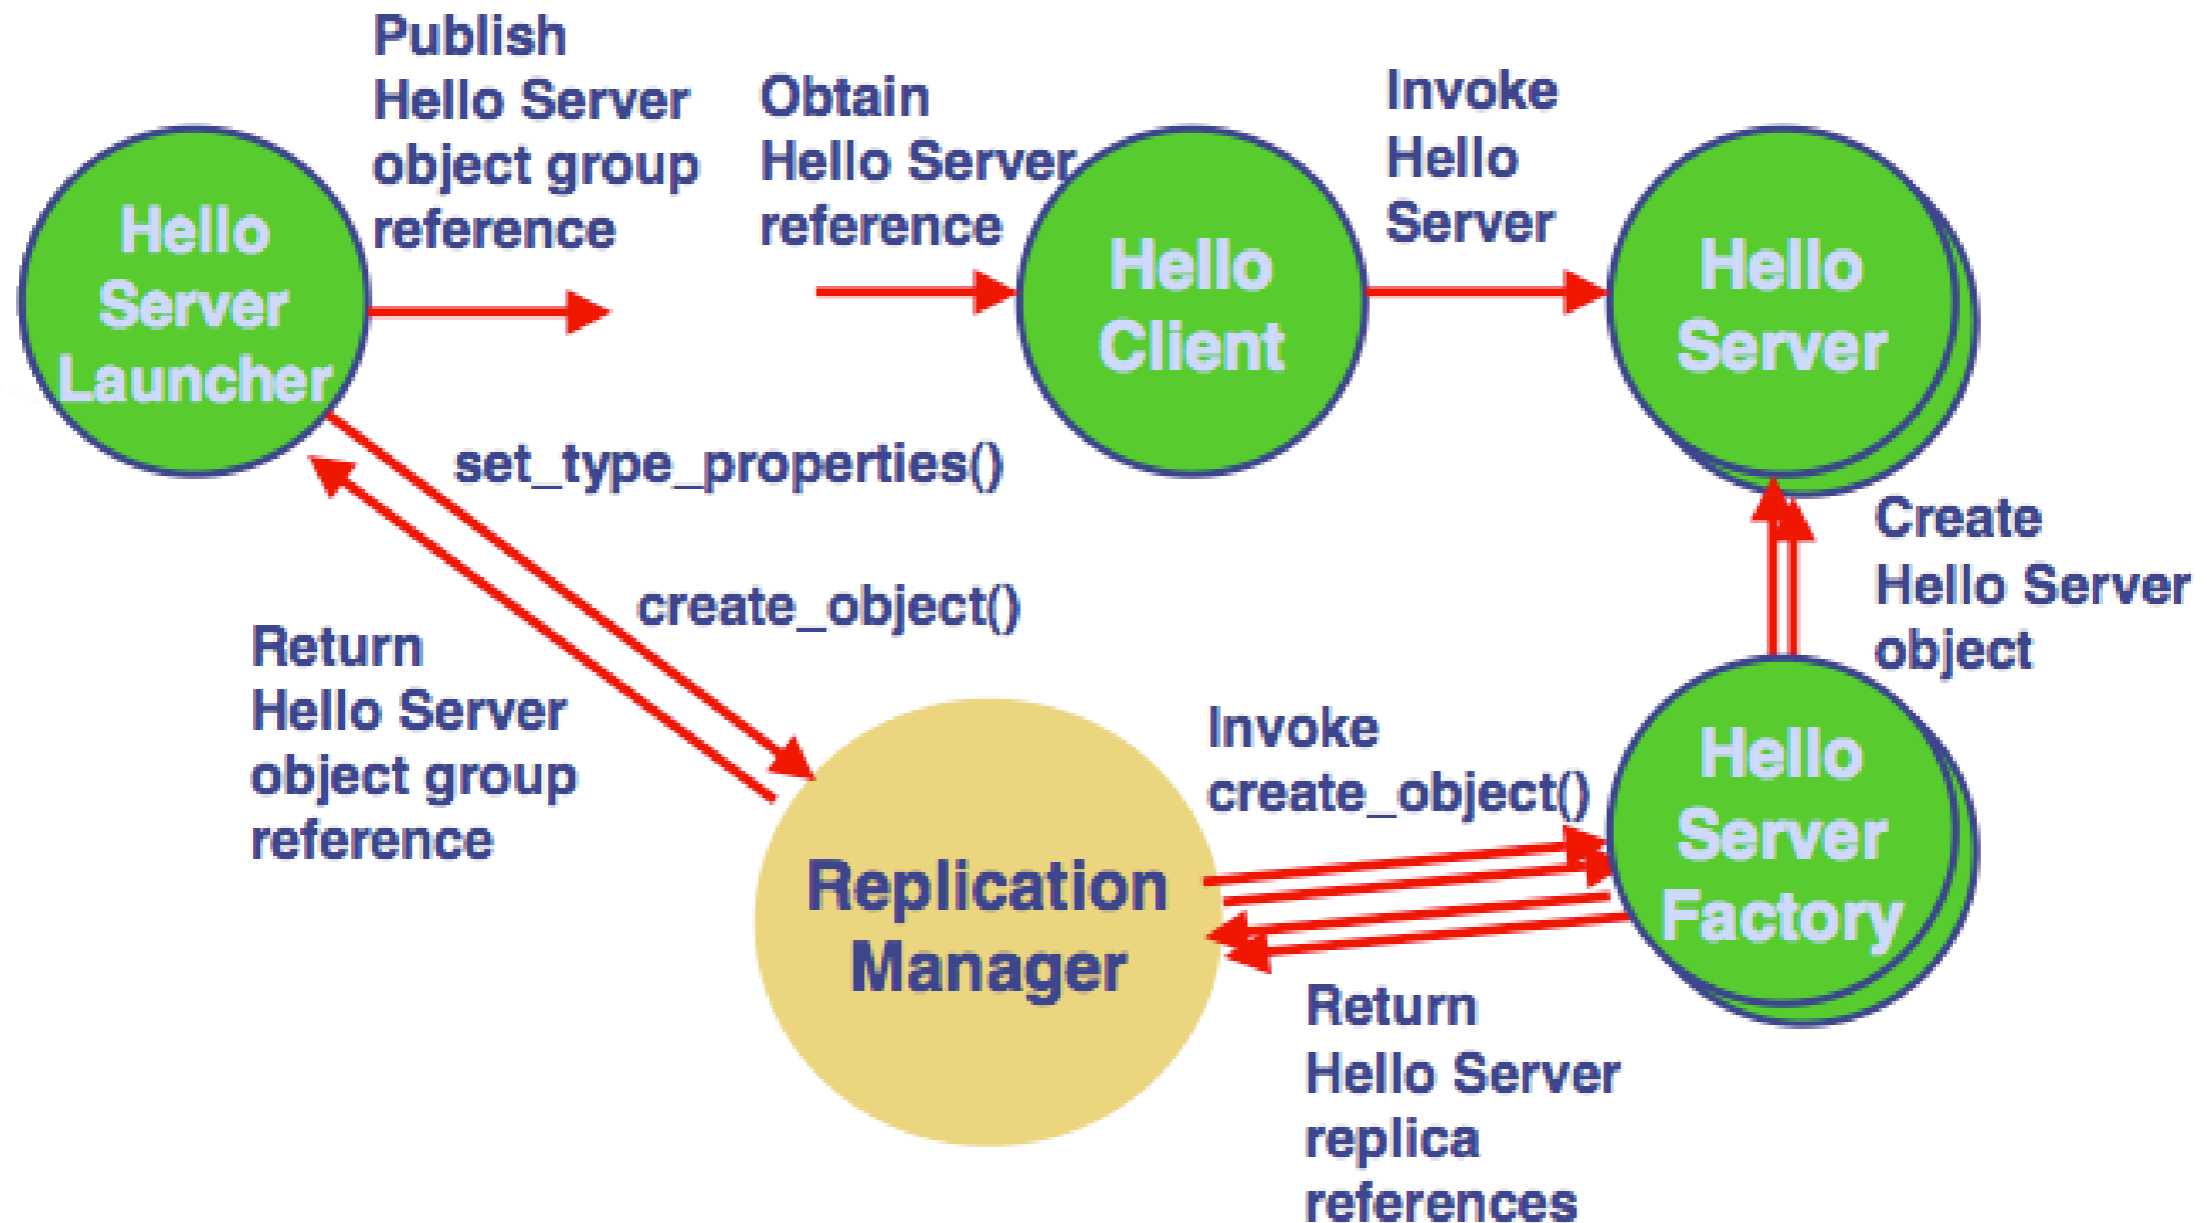 Publish
Hello Server
object group
reference
Obtain
Hello Server
reference
Invoke
Hello
Server
Hello
Server
Launcher
Hello
Client
Hello
Server
set_type_properties()
create_object()
Return
Hello Server
object group
reference
Create
Hello Server
object
Invoke
create_object()
Hello
Server
Factory
Replication
Manager
Return
Hello Server
replica
references